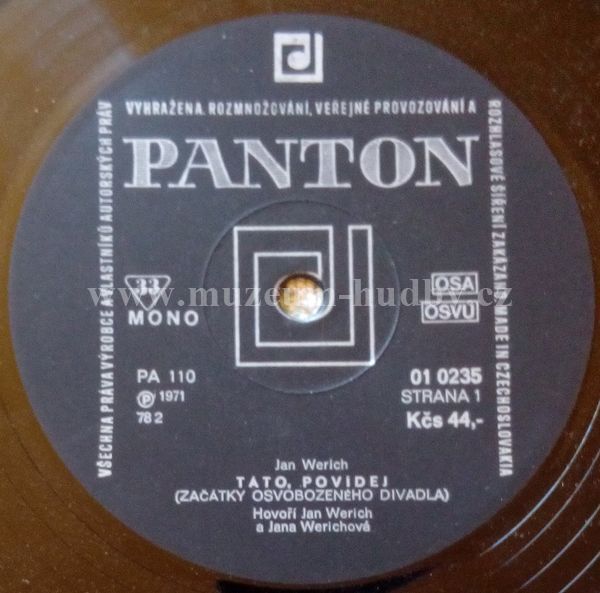 VŠECHNA PRÁVA VÝROBCE A VLASTNÍKŮ AUTORSKÝCH PRÁV
VYHRAŽENA. ROZMNOŽOVÁNÍ, VEŘEJNÉ PROVOZOVÁNÍ A
ROZHLASOVÉ ŠÍŘENÍ ZAKÁZÁNO. MADE IN CZECHOSLOVAKIA
PANTON
33
MONO
OSA
OSVU
www.muzeum-hudby.cz
PA 110
℗ 1971
78 2
01 0235
STRANA 1
Kčs 44,-
Jan Werich
TATO, POVIDEJ
(ZAČÁTKY OSVOBOZENÉHO DIVADLA)
Hovoří Jan Werich
a Jana Werichová